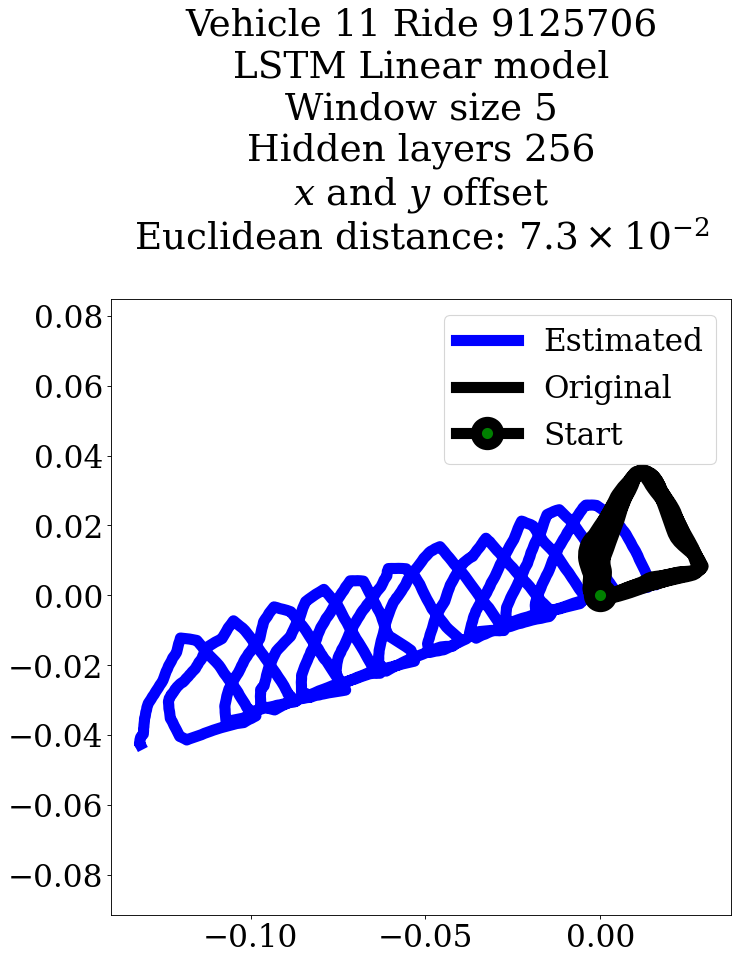 Vehicle 11 Ride 9125706
LSTM Linear model
Window size 5
Hidden layers 256
x and y offset
Euclidean distance: 7.3 × 10⁻²
Estimated
Original
Start
0.08
0.06
0.04
0.02
0.00
−0.02
−0.04
−0.06
−0.08
−0.10 −0.05 0.00